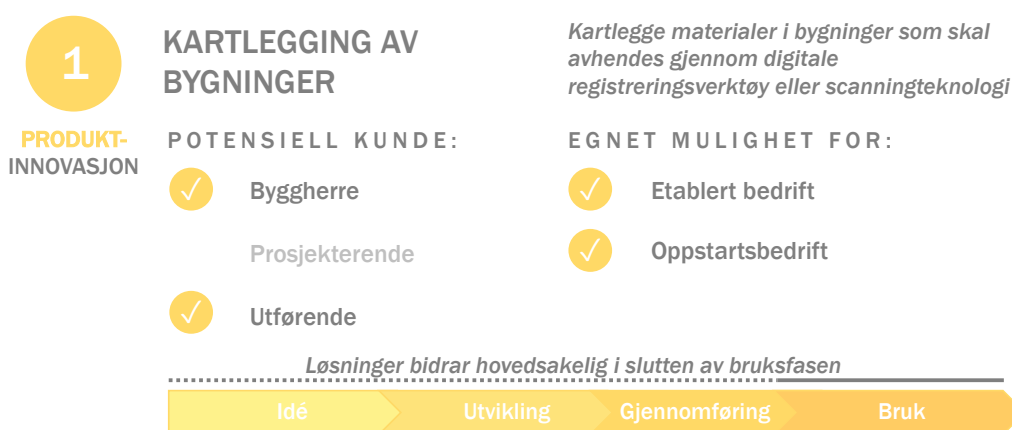 1
PRODUKT-
INNOVASJON
KARTLEGGING AV
BYGNINGER
Kartlegge materialer i bygninger som skal
avhendes gjennom digitale
registreringsverktøy eller scanningteknologi
POTENSIELL KUNDE:
✓ Byggherre
Prosjekterende
✓ Utførende
EGNET MULIGHET FOR:
✓ Etablert bedrift
✓ Oppstartsbedrift
Løsninger bidrar hovedsakelig i slutten av bruksfasen
Idé Utvikling Gjennomføring Bruk